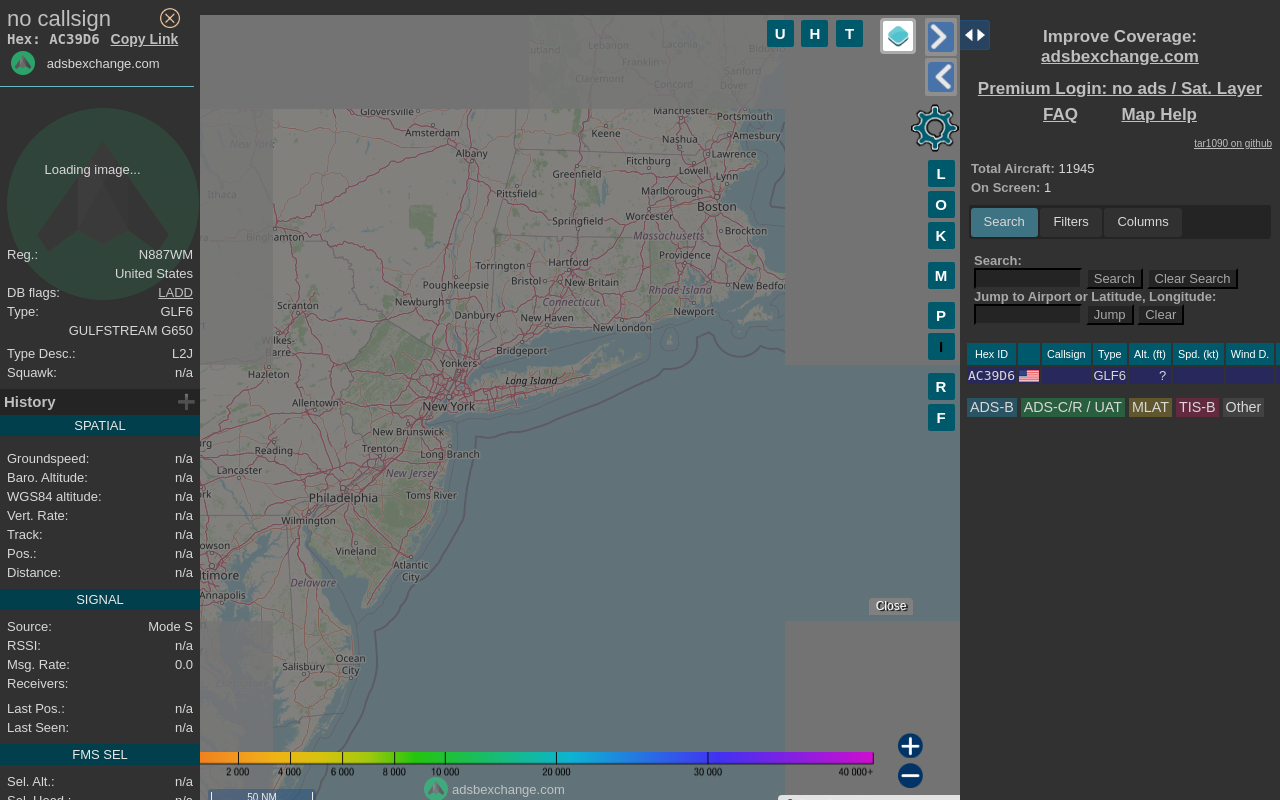 no callsign
Hex: AC39D6 Copy Link
adsbexchange.com
Loading image...
Reg.: N887WM
United States
DB flags: LADD
Type: GLF6
GULFSTREAM G650
Type Desc.: L2J
Squawk: n/a
History
SPATIAL
Groundspeed: n/a
Baro. Altitude: n/a
WGS84 altitude: n/a
Vert. Rate: n/a
Track: n/a
Pos.: n/a
Distance: n/a
SIGNAL
Source: Mode S
RSSI: n/a
Msg. Rate: 0.0
Receivers:
Last Pos.: n/a
Last Seen: n/a
FMS SEL
Sel. Alt.: n/a
Sel. Head.: n/a
U H T
L
O
K
M
P
I
R
F
Rutland
Lebanon
Laconia
Franklin
Claremont
Sanford
Concord
Dover
Gloversville
Manchester
Portsmouth
Amsterdam
Keene
Nashua
Amesbury
New York
Albany
Fitchburg
Lawrence
Greenfield
Lowell
Lynn
Ithaca
Pittsfield
Marlborough
Boston
Worcester
Springfield
Binghamton
Massachusetts
Brockton
Torrington
Hartford
Providence
Bristol
New Britain
Poughkeepsie
Rhode Island
New Bedfo
Scranton
Newburgh
Connecticut
Danbury
New Haven
New London
Newport
Wilkes-
Barre
Bridgeport
Yonkers
Hazleton
Long Island
Allentown
New York
New Brunswick
Reading
Trenton
Long Branch
Lancaster
New Jersey
Philadelphia
Toms River
Wilmington
Vineland
Atlantic
City
Delaware
ltimore
Annapolis
Ocean
City
Salisbury
Close
2 000 4 000 6 000 8 000 10 000 20 000 30 000 40 000+
adsbexchange.com
50 NM
Improve Coverage:
adsbexchange.com
Premium Login: no ads / Sat. Layer
FAQ Map Help
tar1090 on github
Total Aircraft: 11945
On Screen: 1
Search Filters Columns
Search:
Search Clear Search
Jump to Airport or Latitude, Longitude:
Jump Clear
Hex ID Callsign Type Alt. (ft) Spd. (kt) Wind D.
AC39D6 GLF6 ?
ADS-B ADS-C/R / UAT MLAT TIS-B Other